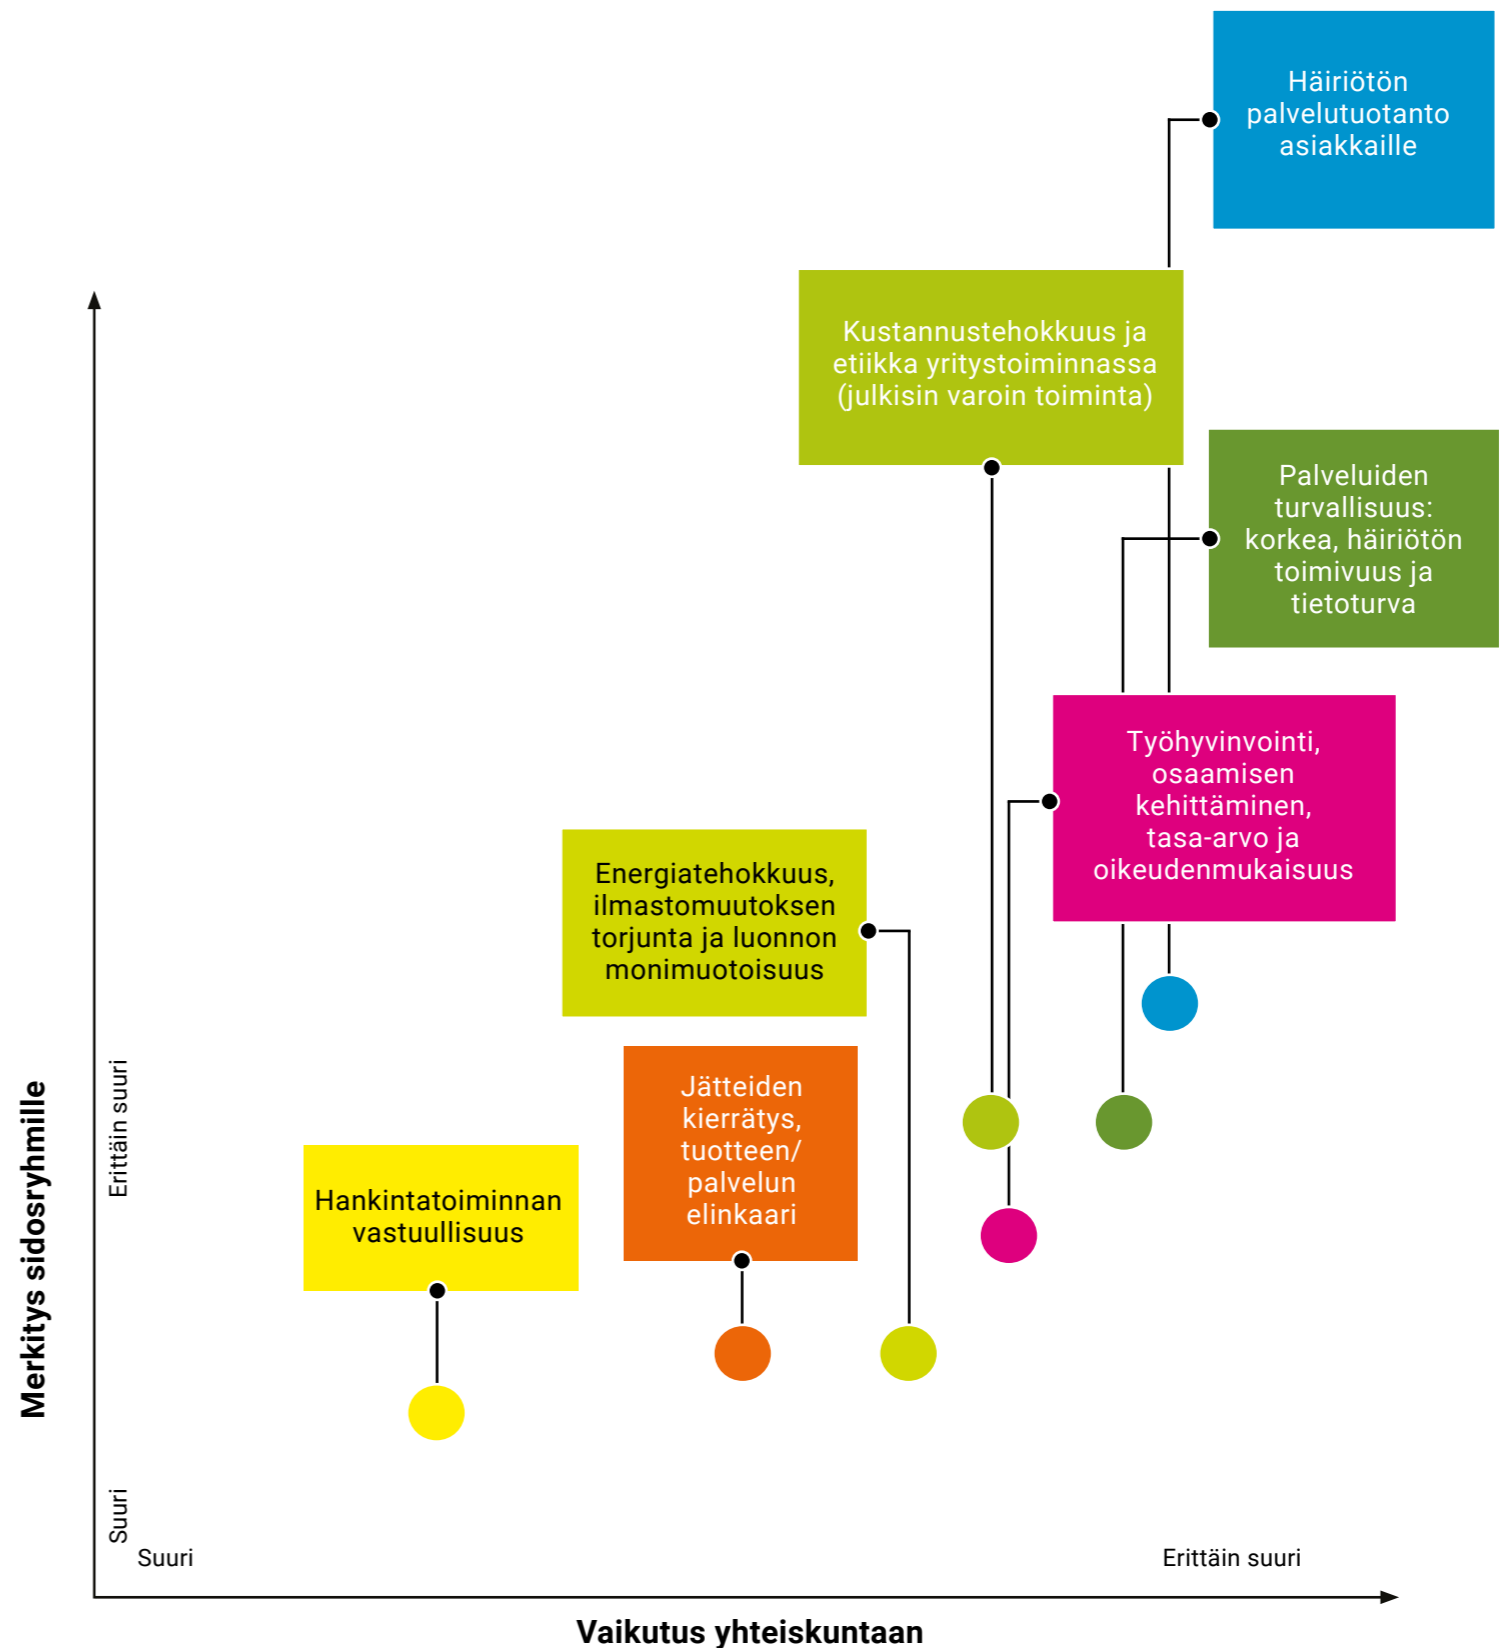 Häiriötön
palvelutuotanto
asiakkaille
Kustannustehokkuus ja
etiikka yritystoiminnassa
(julkisin varoin toiminta)
Palveluiden
turvallisuus:
korkea, häiriötön
toimivuus ja
tietoturva
Työhyvinvointi,
osaamisen
kehittäminen,
tasa-arvo ja
oikeudenmukaisuus
Energiatehokkuus,
ilmastomuutoksen
torjunta ja luonnon
monimuotoisuus
Jätteiden
kierrätys,
tuotteen/
palvelun
elinkaari
Hankintatoiminnan
vastuullisuus
Merkitys sidosryhmille
Erittäin suuri
Suuri
Suuri
Erittäin suuri
Vaikutus yhteiskuntaan